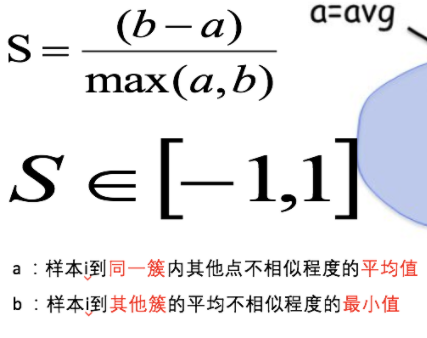 a=avg
S = (b − a) / max(a, b)
S ∈ [−1,1]
a ：样本i到同一簇内其他点不相似程度的平均值
b ：样本i到其他簇的平均不相似程度的最小值